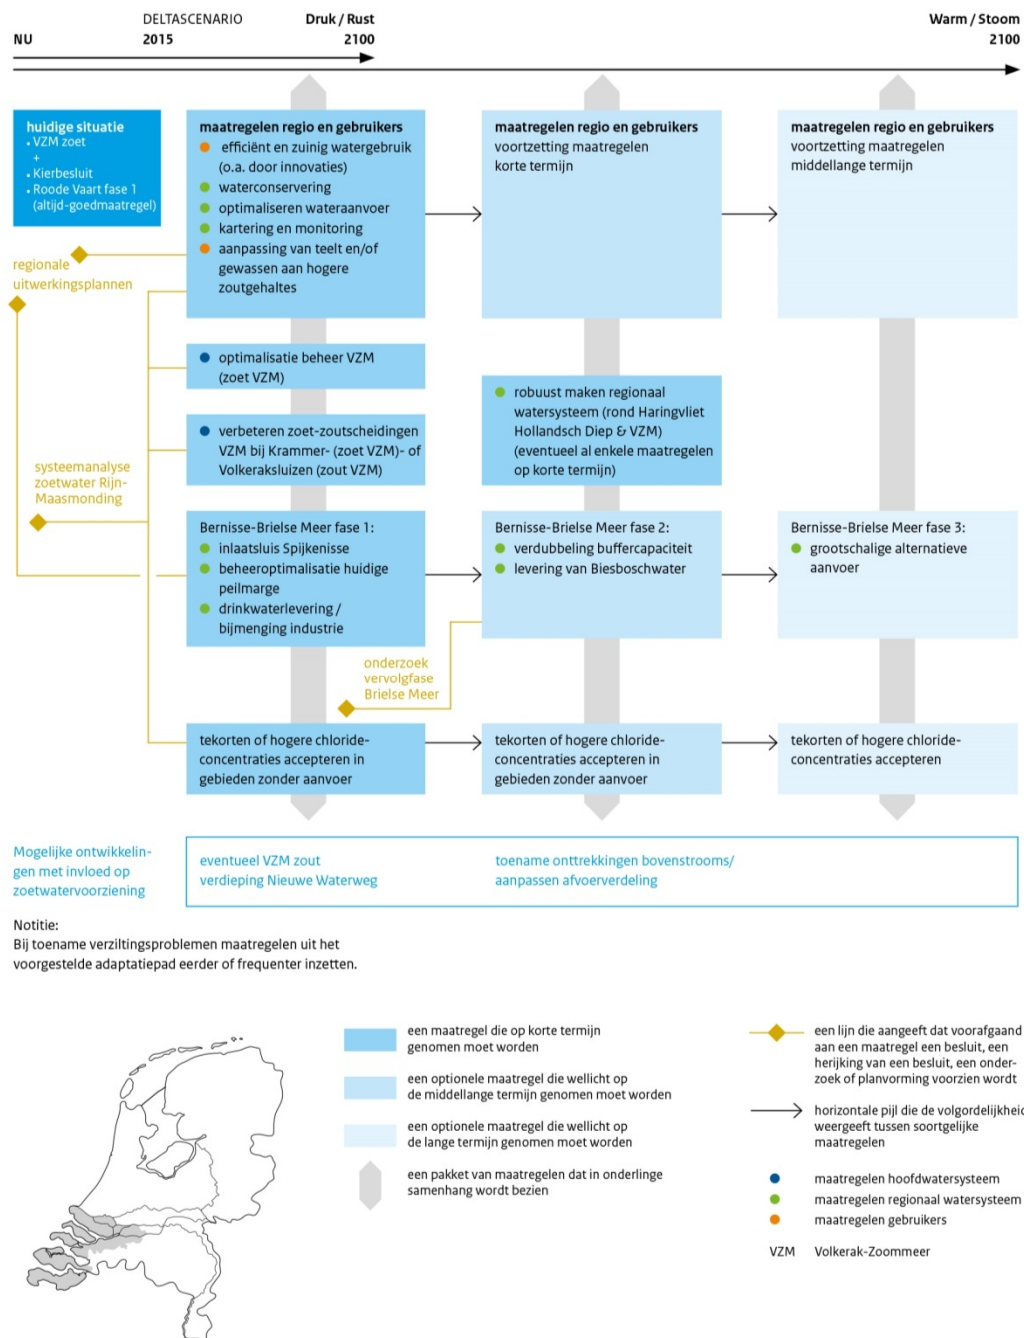 DELTASCENARIO
Druk / Rust
Warm / Stoom
NU
2015
2100
2100
huidige situatie
• VZM zoet
+
• Kierbesluit
• Roode Vaart fase 1
(altijd-goedmaatregel)
maatregelen regio en gebruikers
efficiënt en zuinig watergebruik
(o.a. door innovaties)
waterconservering
optimaliseren wateraanvoer
kartering en monitoring
aanpassing van teelt en/of
gewassen aan hogere
zoutgehaltes
maatregelen regio en gebruikers
voortzetting maatregelen
korte termijn
maatregelen regio en gebruikers
voortzetting maatregelen
middellange termijn
regionale
uitwerkingsplannen
optimalisatie beheer VZM
(zoet VZM)
verbeteren zoet-zoutscheidingen
VZM bij Krammer- (zoet VZM)- of
Volkeraksluizen (zout VZM)
robuust maken regionaal
watersysteem (rond Haringvliet
Hollandsch Diep & VZM)
(eventueel al enkele maatregelen
op korte termijn)
systeemanalyse
zoetwater Rijn-
Maasmonding
Bernisse-Brielse Meer fase 1:
inlaatsluis Spijkenisse
beheeroptimalisatie huidige
peilmarge
drinkwaterlevering /
bijmenging industrie
Bernisse-Brielse Meer fase 2:
verdubbeling buffercapaciteit
levering van Biesboschwater
Bernisse-Brielse Meer fase 3:
grootschalige alternatieve
aanvoer
onderzoek
vervolgfase
Brielse Meer
tekorten of hogere chloride-
concentraties accepteren in
gebieden zonder aanvoer
tekorten of hogere chloride-
concentraties accepteren in
gebieden zonder aanvoer
tekorten of hogere chloride-
concentraties accepteren
Mogelijke ontwikkelin-
gen met invloed op
zoetwatervoorziening
eventueel VZM zout
verdieping Nieuwe Waterweg
toename onttrekkingen bovenstrooms/
aanpassen afvoerverdeling
Notitie:
Bij toename verziltingsproblemen maatregelen uit het
voorgestelde adaptatiepad eerder of frequenter inzetten.
een maatregel die op korte termijn
genomen moet worden
een optionele maatregel die wellicht op
de middellange termijn genomen moet worden
een optionele maatregel die wellicht op
de lange termijn genomen moet worden
een pakket van maatregelen dat in onderlinge
samenhang wordt bezien
een lijn die aangeeft dat voorafgaand
aan een maatregel een besluit, een
herijking van een besluit, een onder-
zoek of planvorming voorzien wordt
horizontale pijl die de volgordelijkheid
weergeeft tussen soortgelijke
maatregelen
maatregelen hoofdwatersysteem
maatregelen regionaal watersysteem
maatregelen gebruikers
VZM Volkerak-Zoommeer